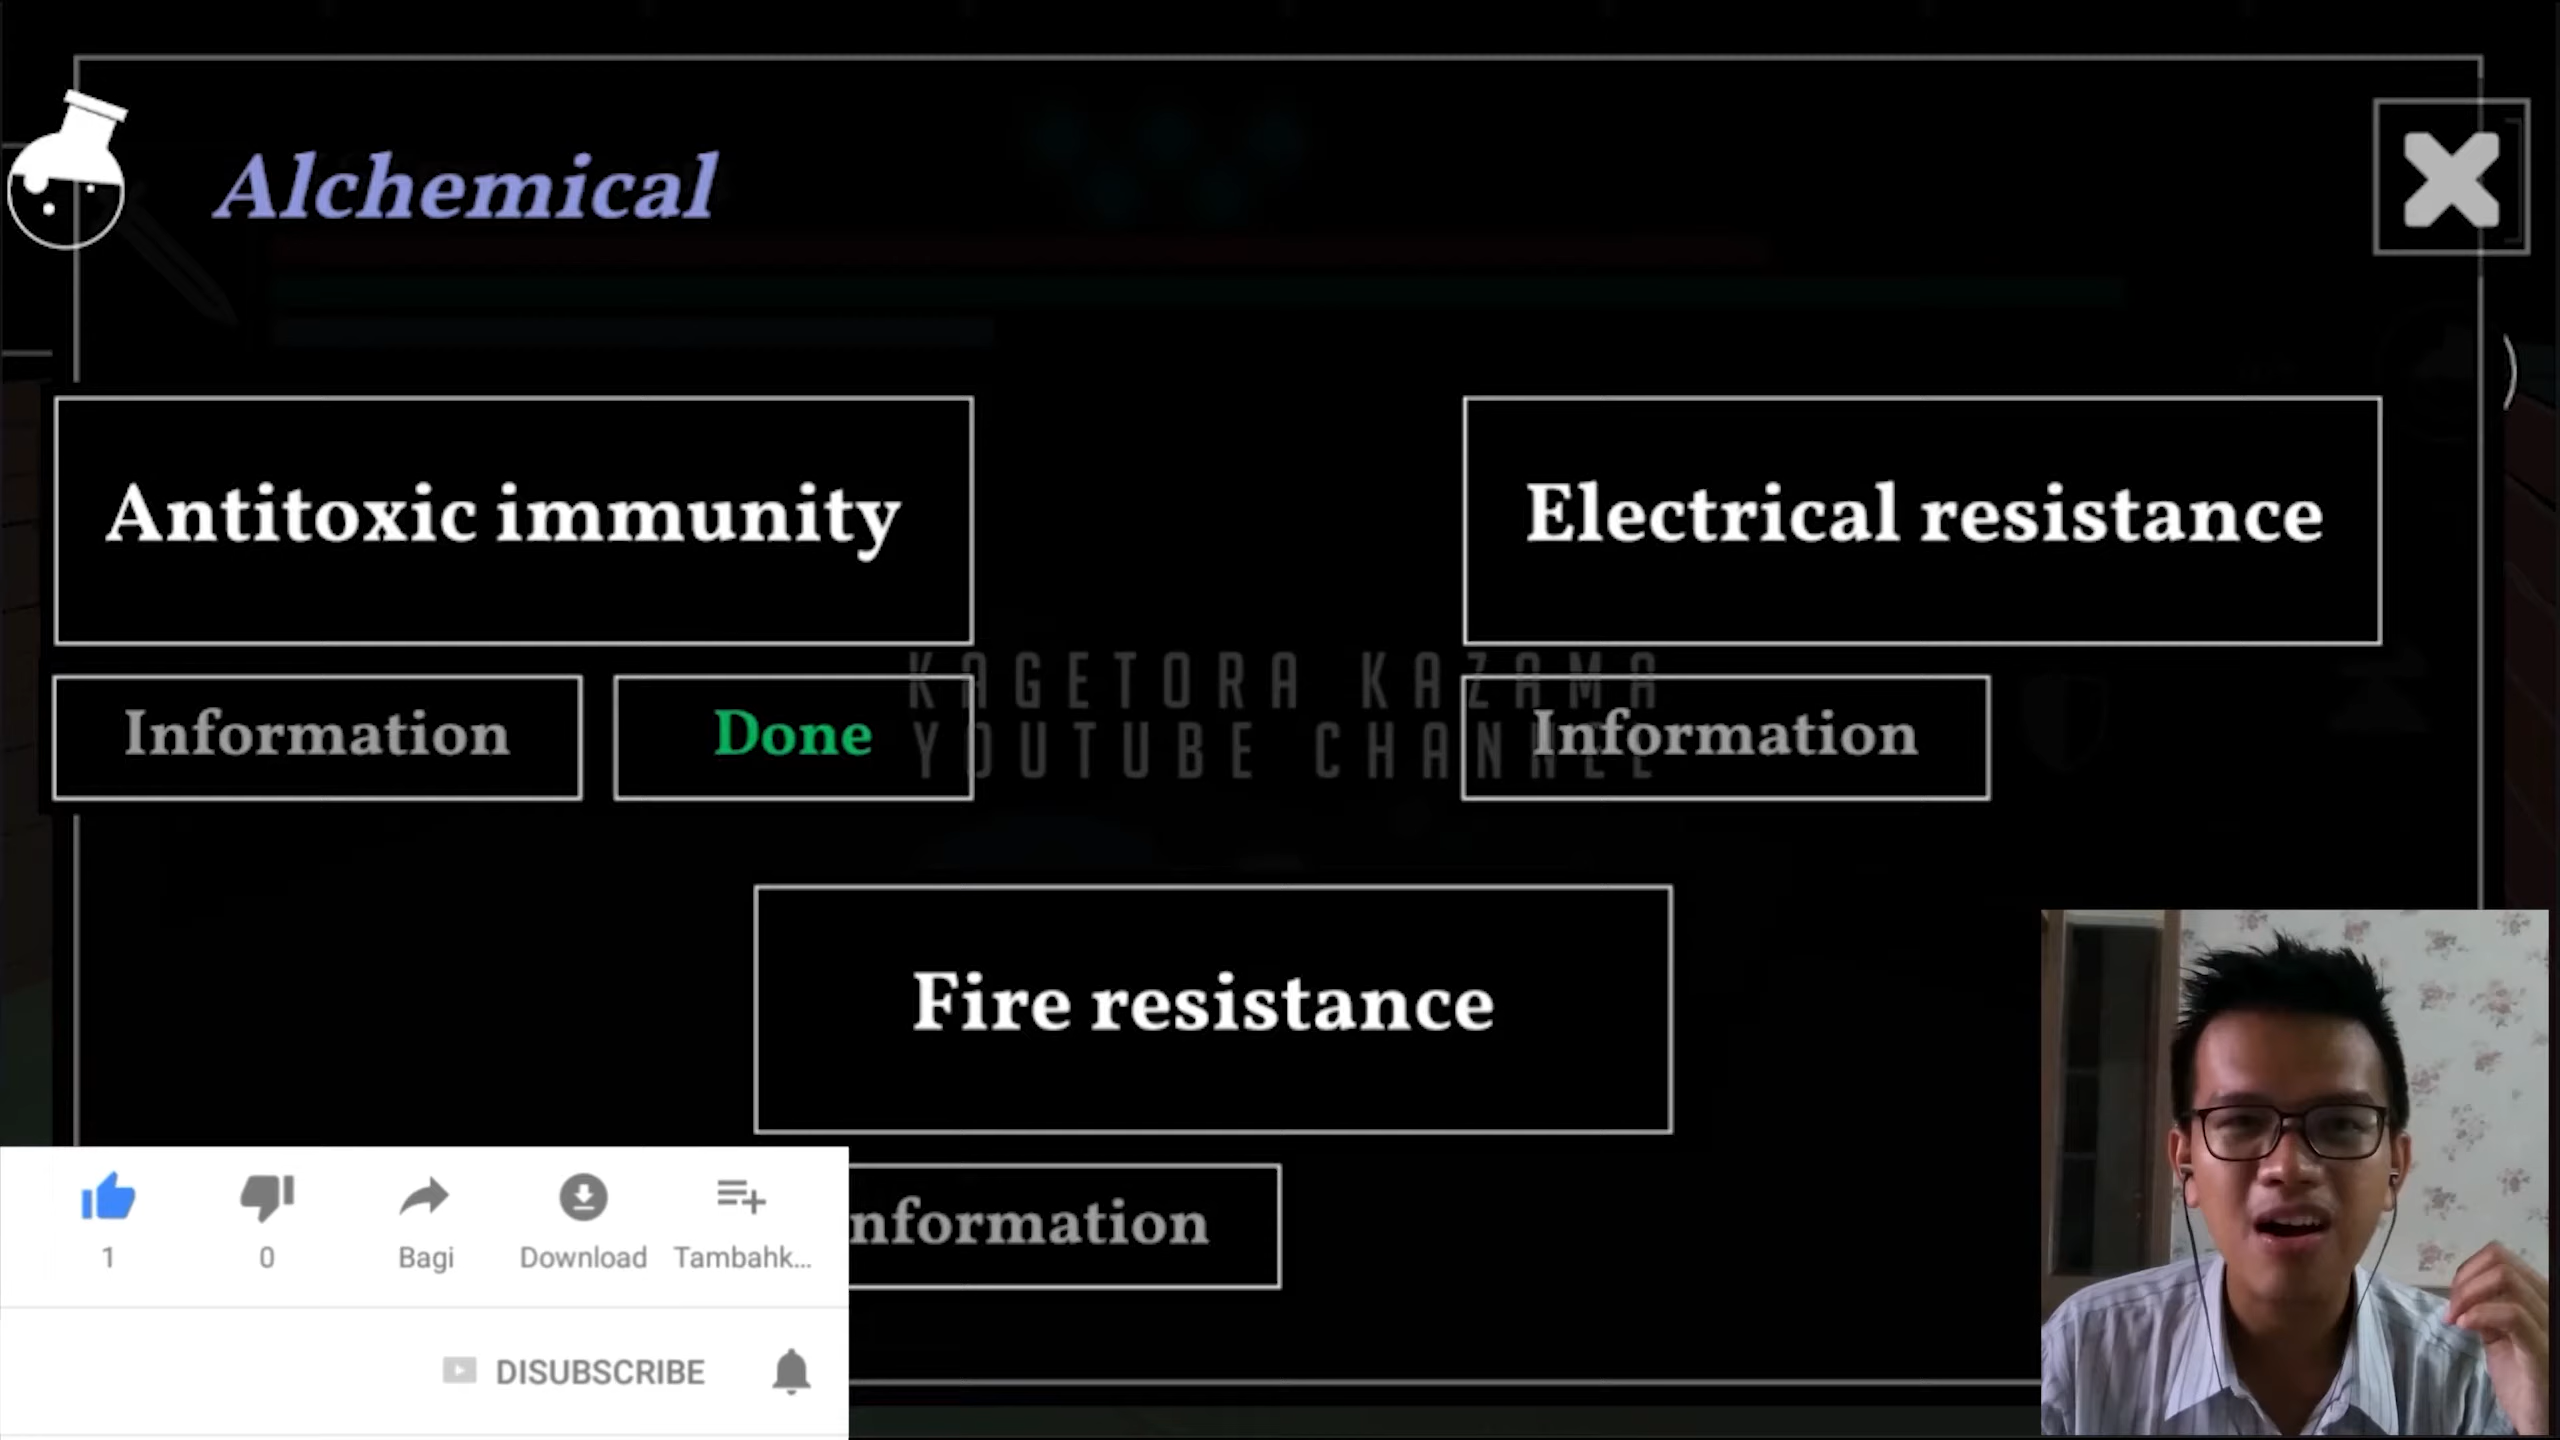 Alchemical
Antitoxic immunity
Electrical resistance
KAGETORA KAZAMA
YOUTUBE CHANNEL
Information
Done
Information
Fire resistance
nformation
1
0
Bagi
Download
Tambahk...
DISUBSCRIBE